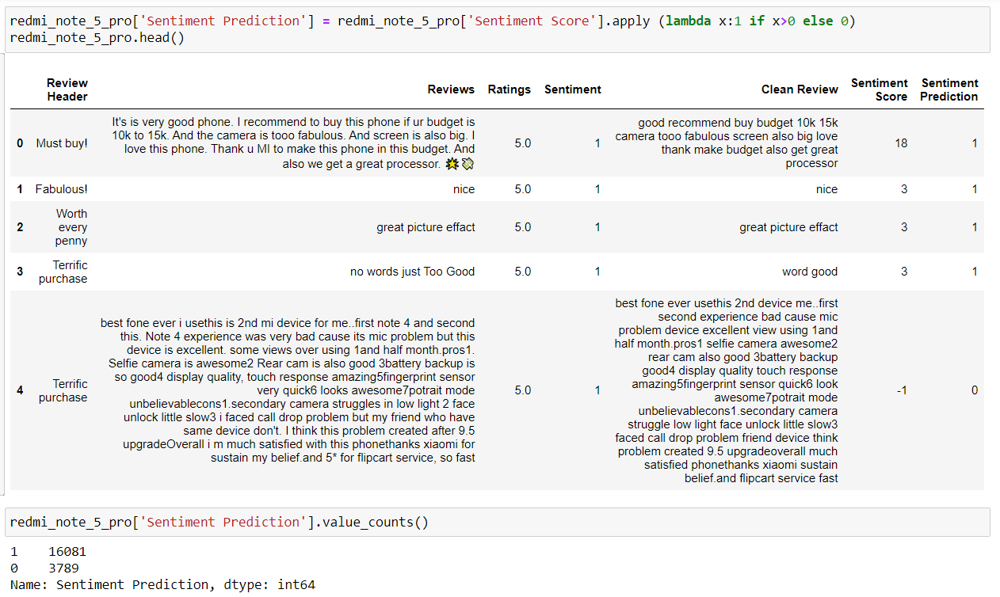 redmi_note_5_pro['Sentiment Prediction'] = redmi_note_5_pro['Sentiment Score'].apply (lambda x:1 if x>0 else 0)
redmi_note_5_pro.head()
Review Header Reviews Ratings Sentiment Clean Review Sentiment Score Sentiment Prediction
0 Must buy!
It's is very good phone. I recommend to buy this phone if ur budget is
10k to 15k. And the camera is tooo fabulous. And screen is also big. I
love this phone. Thank u MI to make this phone in this budget. And
also we get a great processor. 🌟💫
5.0 1
good recommend buy budget 10k 15k
camera tooo fabulous screen also big love
thank make budget also get great
processor
18 1
1 Fabulous! nice 5.0 1 nice 3 1
2 Worth
every
penny
great picture effact 5.0 1 great picture effact 3 1
3 Terrific
purchase
no words just Too Good 5.0 1 word good 3 1
4 Terrific
purchase
best fone ever i usethis is 2nd mi device for me..first note 4 and second
this. Note 4 experience was very bad cause its mic problem but this
device is excellent. some views over using 1and half month.pros1.
Selfie camera is awesome2 Rear cam is also good 3battery backup is
so good4 display quality, touch response amazing5fingerprint sensor
very quick6 looks awesome7potrait mode
unbelievablecons1.secondary camera struggles in low light 2 face
unlock little slow3 i faced call drop problem but my friend who have
same device don't. I think this problem created after 9.5
upgradeOverall i m much satisfied with this phonethanks xiaomi for
sustain my belief.and 5* for flipcart service, so fast
5.0 1
best fone ever usethis 2nd device me..first
second experience bad cause mic
problem device excellent view using 1and
half month.pros1 selfie camera awesome2
rear cam also good 3battery backup
good4 display quality touch response
amazing5fingerprint sensor quick6 look
awesome7potrait mode
unbelievablecons1.secondary camera
struggle low light face unlock little slow3
faced call drop problem friend device think
problem created 9.5 upgradeoverall much
satisfied phonethanks xiaomi sustain
belief.and flipcart service fast
-1 0
redmi_note_5_pro['Sentiment Prediction'].value_counts()
1 16081
0 3789
Name: Sentiment Prediction, dtype: int64